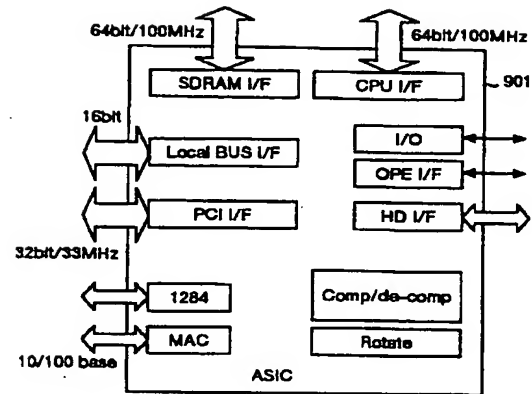 64bit/100MHz
64bit/100MHz
SDRAM I/F
CPU I/F
901
16bit
Local BUS I/F
I/O
OPE I/F
PCI I/F
HD I/F
32bit/33MHz
1284
Comp/de-comp
MAC
Rotate
10/100 base
ASIC